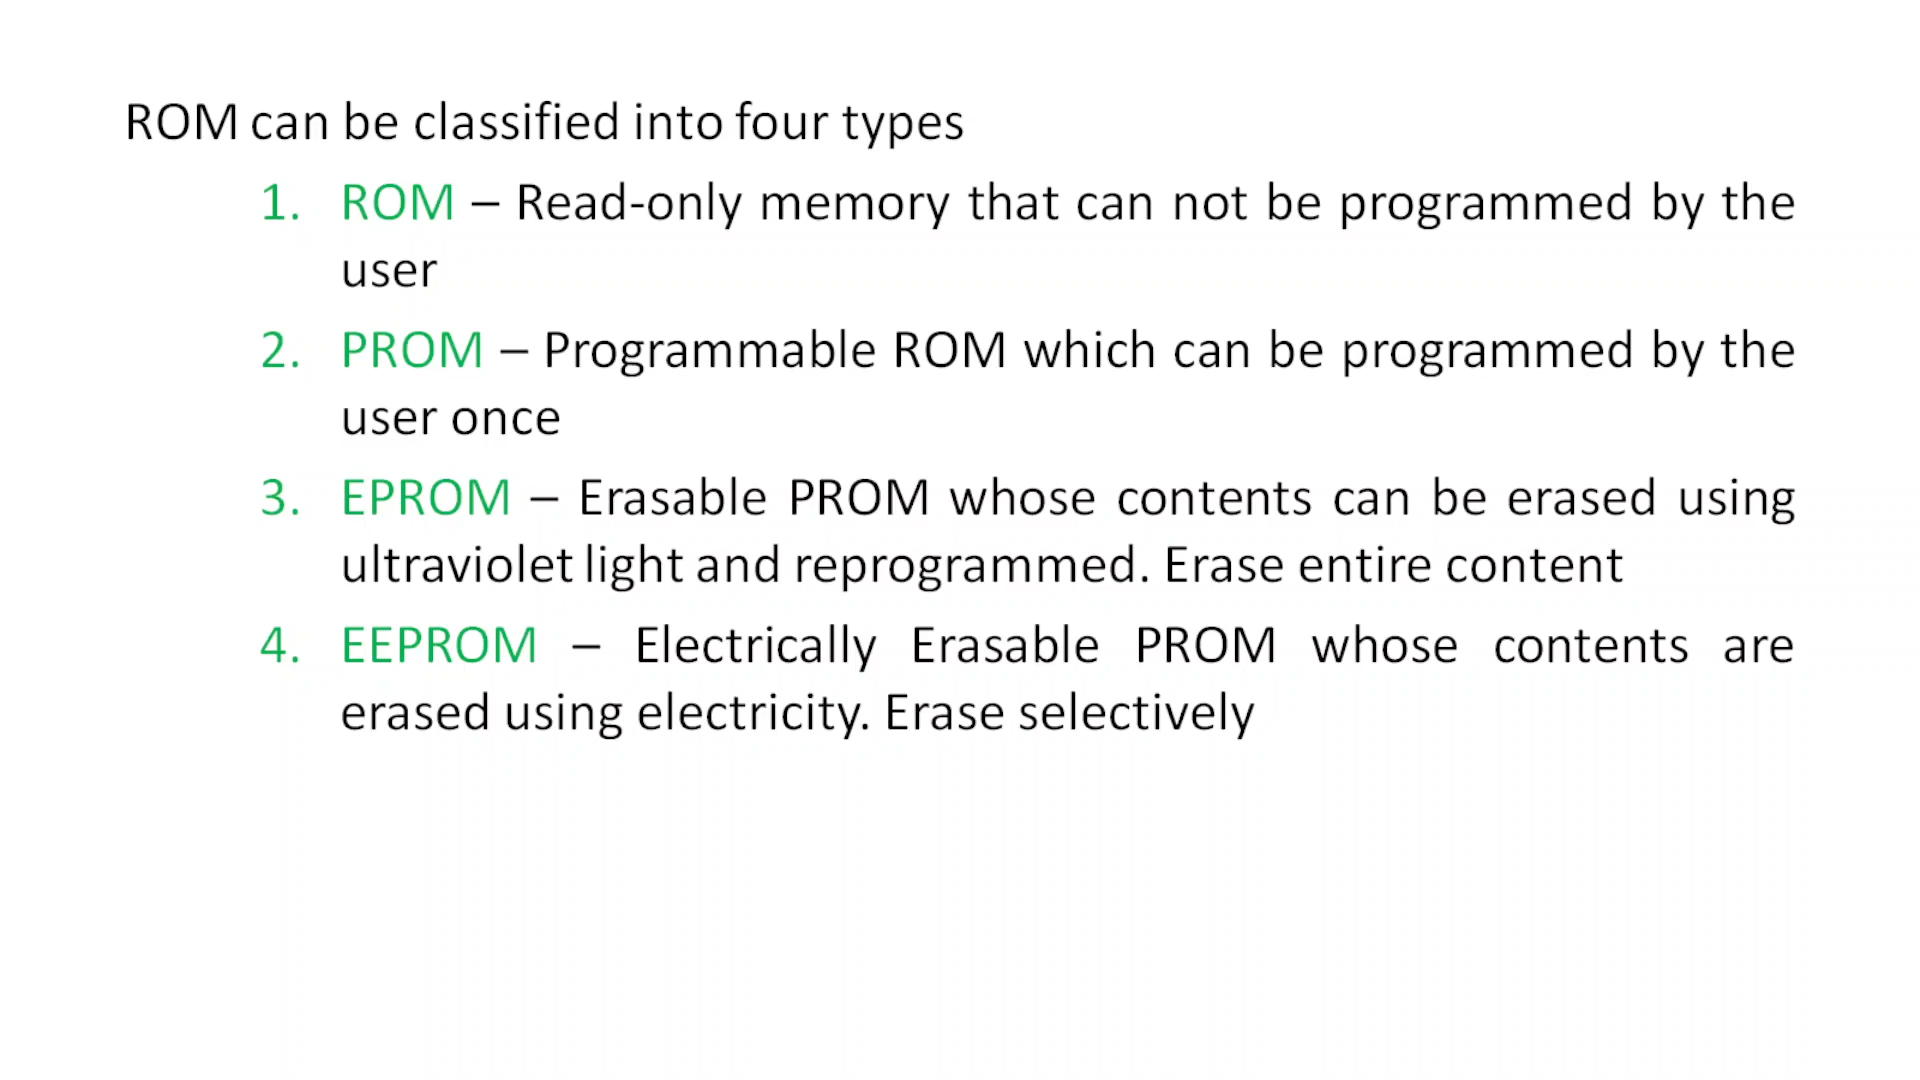 ROM can be classified into four types
1. ROM – Read-only memory that can not be programmed by the
user
2. PROM – Programmable ROM which can be programmed by the
user once
3. EPROM – Erasable PROM whose contents can be erased using
ultraviolet light and reprogrammed. Erase entire content
4. EEPROM – Electrically Erasable PROM whose contents are
erased using electricity. Erase selectively